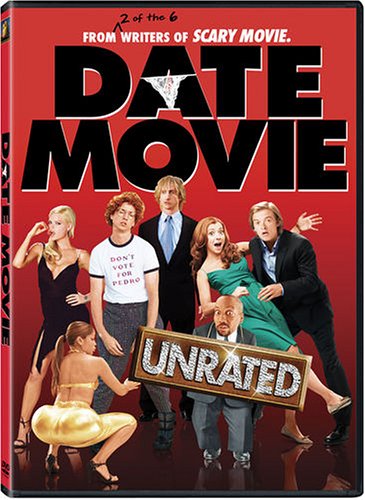 2 of the 6
FROM ^ WRITERS OF SCARY MOVIE.
DATE
MOVIE
DON'T
VOTE
FOR
PEDRO
UNRATED
DATE MOVIE